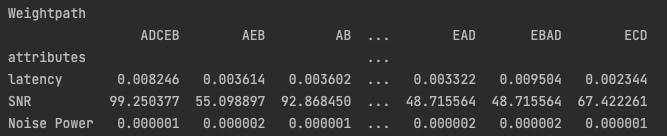 Weightpath
ADCEB AEB AB ... EAD EBAD ECD
attributes ...
latency 0.008246 0.003614 0.003602 ... 0.003322 0.009504 0.002344
SNR 99.250377 55.098897 92.868450 ... 48.715564 48.715564 67.422261
Noise Power 0.000001 0.000002 0.000001 ... 0.000002 0.000002 0.000001